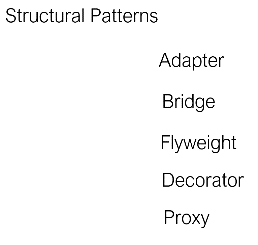 Structural Patterns
Adapter
Bridge
Flyweight
Decorator
Proxy